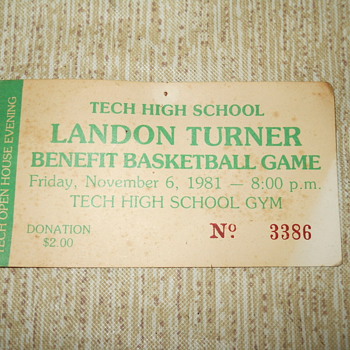 TECH OPEN HOUSE EVENING
TECH HIGH SCHOOL
LANDON TURNER
BENEFIT BASKETBALL GAME
Friday, November 6, 1981 — 8:00 p.m.
TECH HIGH SCHOOL GYM
DONATION
$2.00
No. 3386